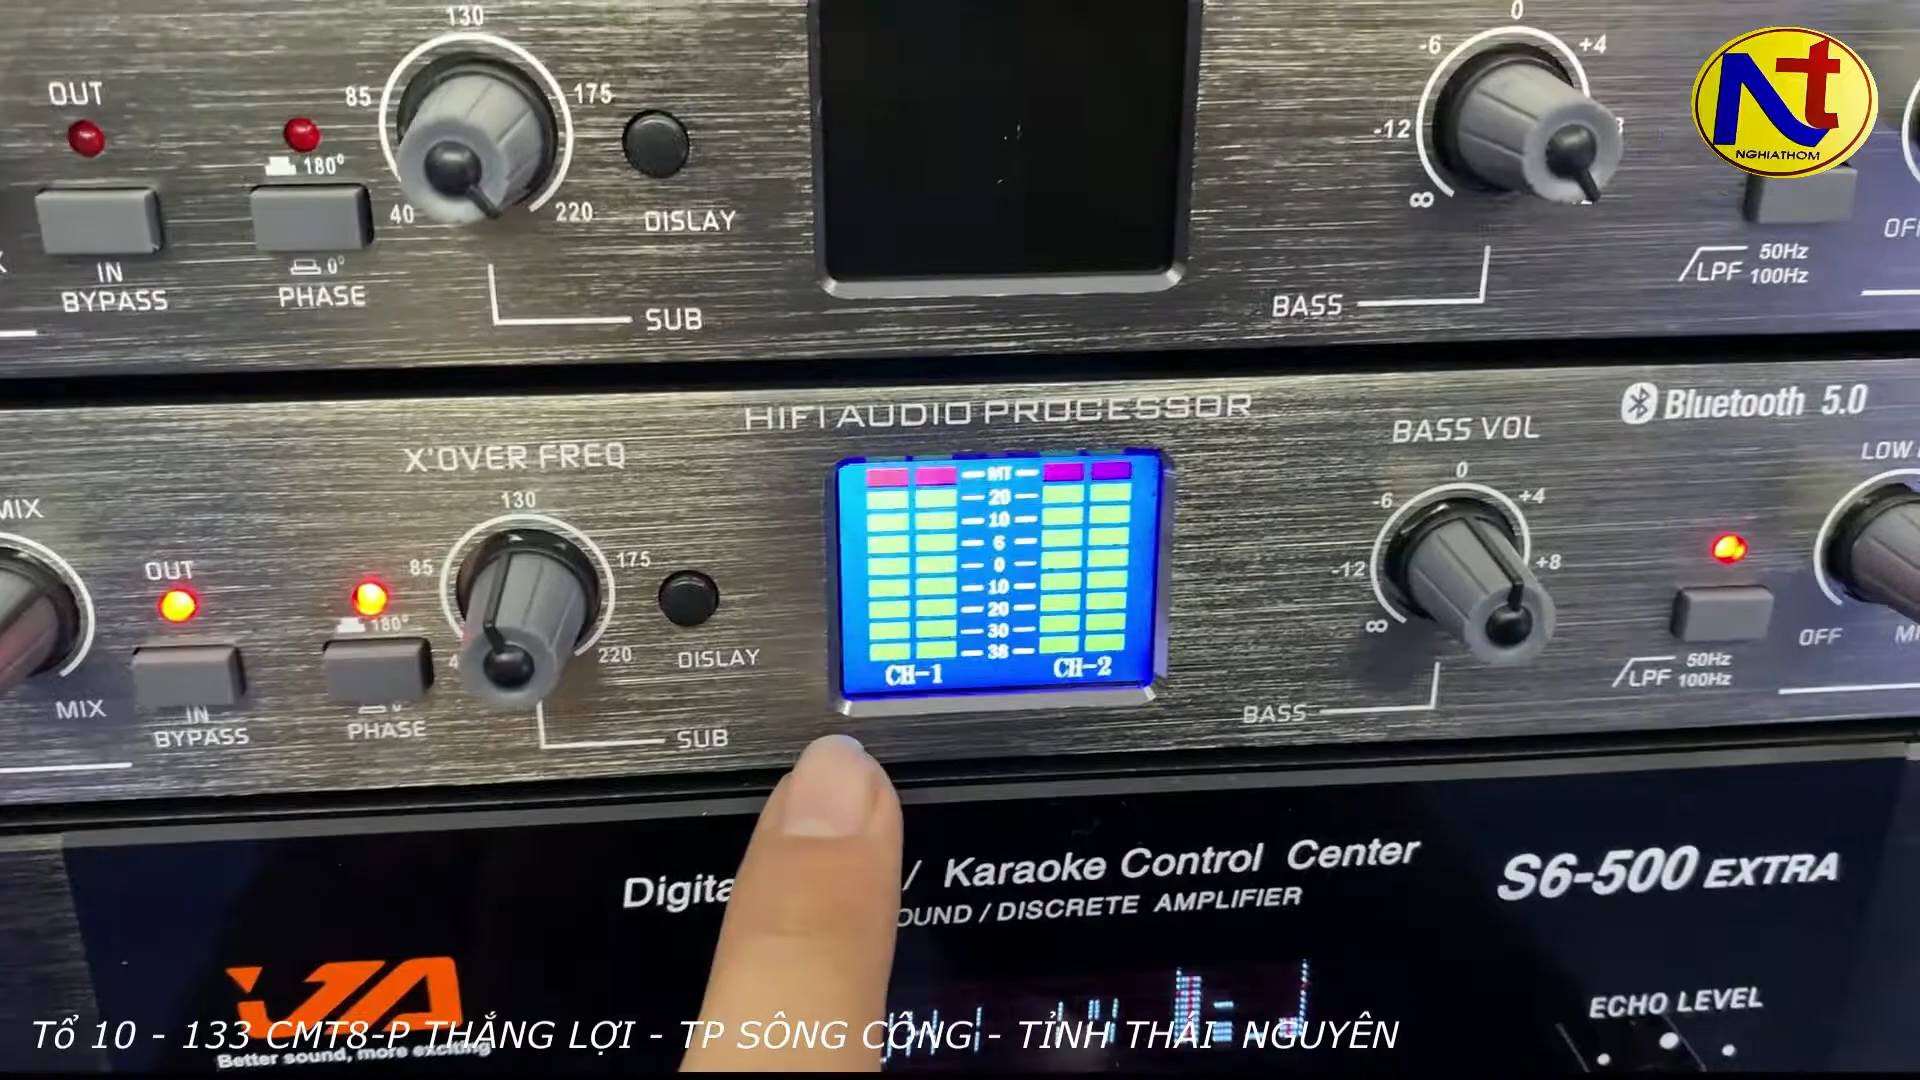 130
0
-6
+4
OUT
85
175
-12
180°
40
220
DISLAY
∞
IN
BYPASS
0°
PHASE
SUB
BASS
LPF 50Hz
100Hz
Nt
NGHIATHOM
HIFI AUDIO PROCESSOR
Bluetooth 5.0
X'OVER FREQ
BASS VOL
LOW
MIX
130
0
-6
+4
OUT
85
175
-12
+8
180°
220
DISLAY
∞
OFF
MIX
IN
BYPASS
PHASE
SUB
BASS
LPF 50Hz
100Hz
MT
20
10
6
0
10
20
30
38
CH-1
CH-2
/ Karaoke Control Center
S6-500 EXTRA
/ DISCRETE AMPLIFIER
JA
ECHO LEVEL
Better sound, more exciting
Tổ 10 - 133 CMT8-P THẮNG LỢI - TP SÔNG CÔNG - TỈNH THÁI NGUYÊN